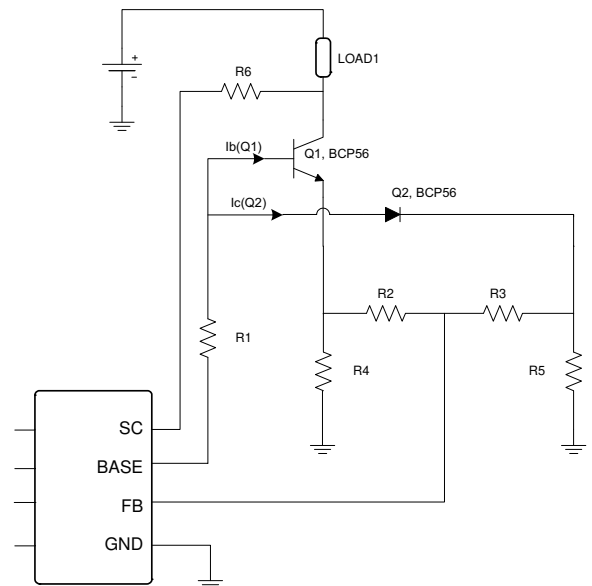 +
−
LOAD1
R6
Ib(Q1)
Q1, BCP56
Q2, BCP56
Ic(Q2)
R2
R3
R1
R4
R5
SC
BASE
FB
GND